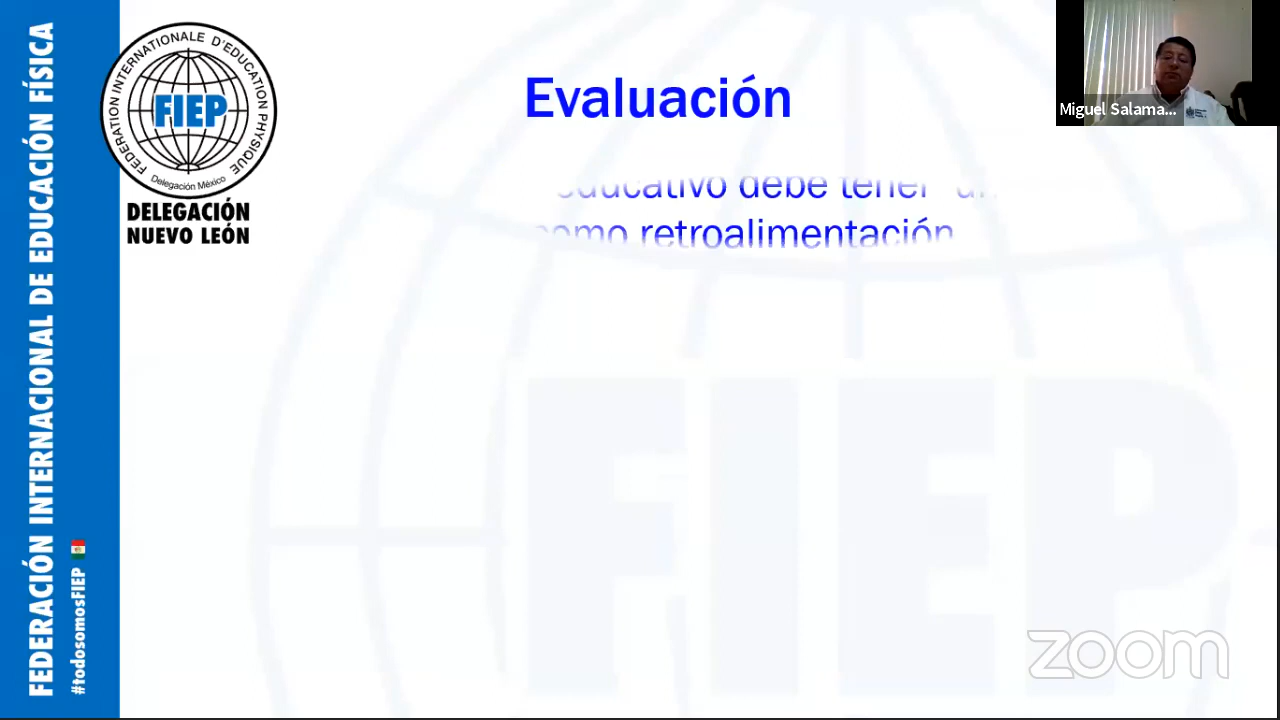 FEDERACIÓN INTERNACIONAL DE EDUCACIÓN FÍSICA
#todosomosFIEP
FEDERATION INTERNATIONALE D'EDUCATION PHYSIQUE
FIEP
Delegación México
DELEGACIÓN
NUEVO LEÓN
Evaluación
educativo debe tener
como retroalimentación
Miguel Salama...
FIEP
zoom